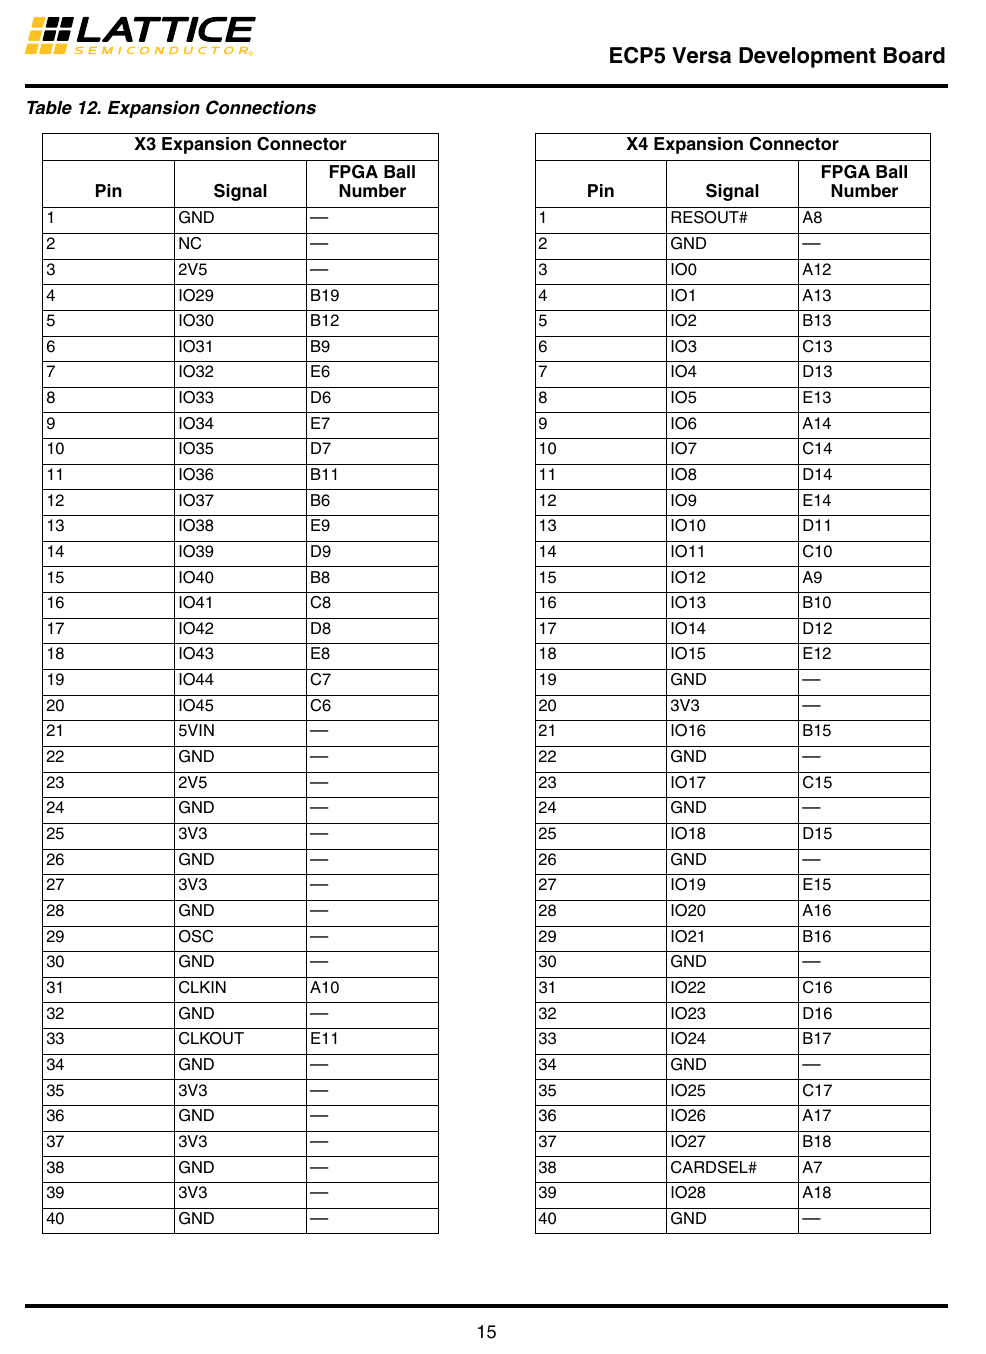 LATTICE
SEMICONDUCTOR
ECP5 Versa Development Board
Table 12. Expansion Connections
X3 Expansion Connector
Pin Signal FPGA Ball Number
1 GND —
2 NC —
3 2V5 —
4 IO29 B19
5 IO30 B12
6 IO31 B9
7 IO32 E6
8 IO33 D6
9 IO34 E7
10 IO35 D7
11 IO36 B11
12 IO37 B6
13 IO38 E9
14 IO39 D9
15 IO40 B8
16 IO41 C8
17 IO42 D8
18 IO43 E8
19 IO44 C7
20 IO45 C6
21 5VIN —
22 GND —
23 2V5 —
24 GND —
25 3V3 —
26 GND —
27 3V3 —
28 GND —
29 OSC —
30 GND —
31 CLKIN A10
32 GND —
33 CLKOUT E11
34 GND —
35 3V3 —
36 GND —
37 3V3 —
38 GND —
39 3V3 —
40 GND —
X4 Expansion Connector
Pin Signal FPGA Ball Number
1 RESOUT# A8
2 GND —
3 IO0 A12
4 IO1 A13
5 IO2 B13
6 IO3 C13
7 IO4 D13
8 IO5 E13
9 IO6 A14
10 IO7 C14
11 IO8 D14
12 IO9 E14
13 IO10 D11
14 IO11 C10
15 IO12 A9
16 IO13 B10
17 IO14 D12
18 IO15 E12
19 GND —
20 3V3 —
21 IO16 B15
22 GND —
23 IO17 C15
24 GND —
25 IO18 D15
26 GND —
27 IO19 E15
28 IO20 A16
29 IO21 B16
30 GND —
31 IO22 C16
32 IO23 D16
33 IO24 B17
34 GND —
35 IO25 C17
36 IO26 A17
37 IO27 B18
38 CARDSEL# A7
39 IO28 A18
40 GND —
15